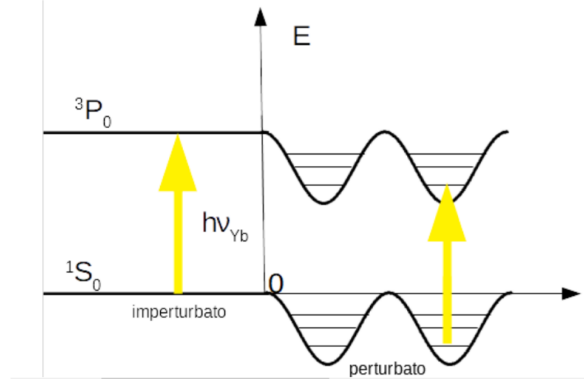 E
³P₀
hν_Yb
¹S₀
0
imperturbato
perturbato